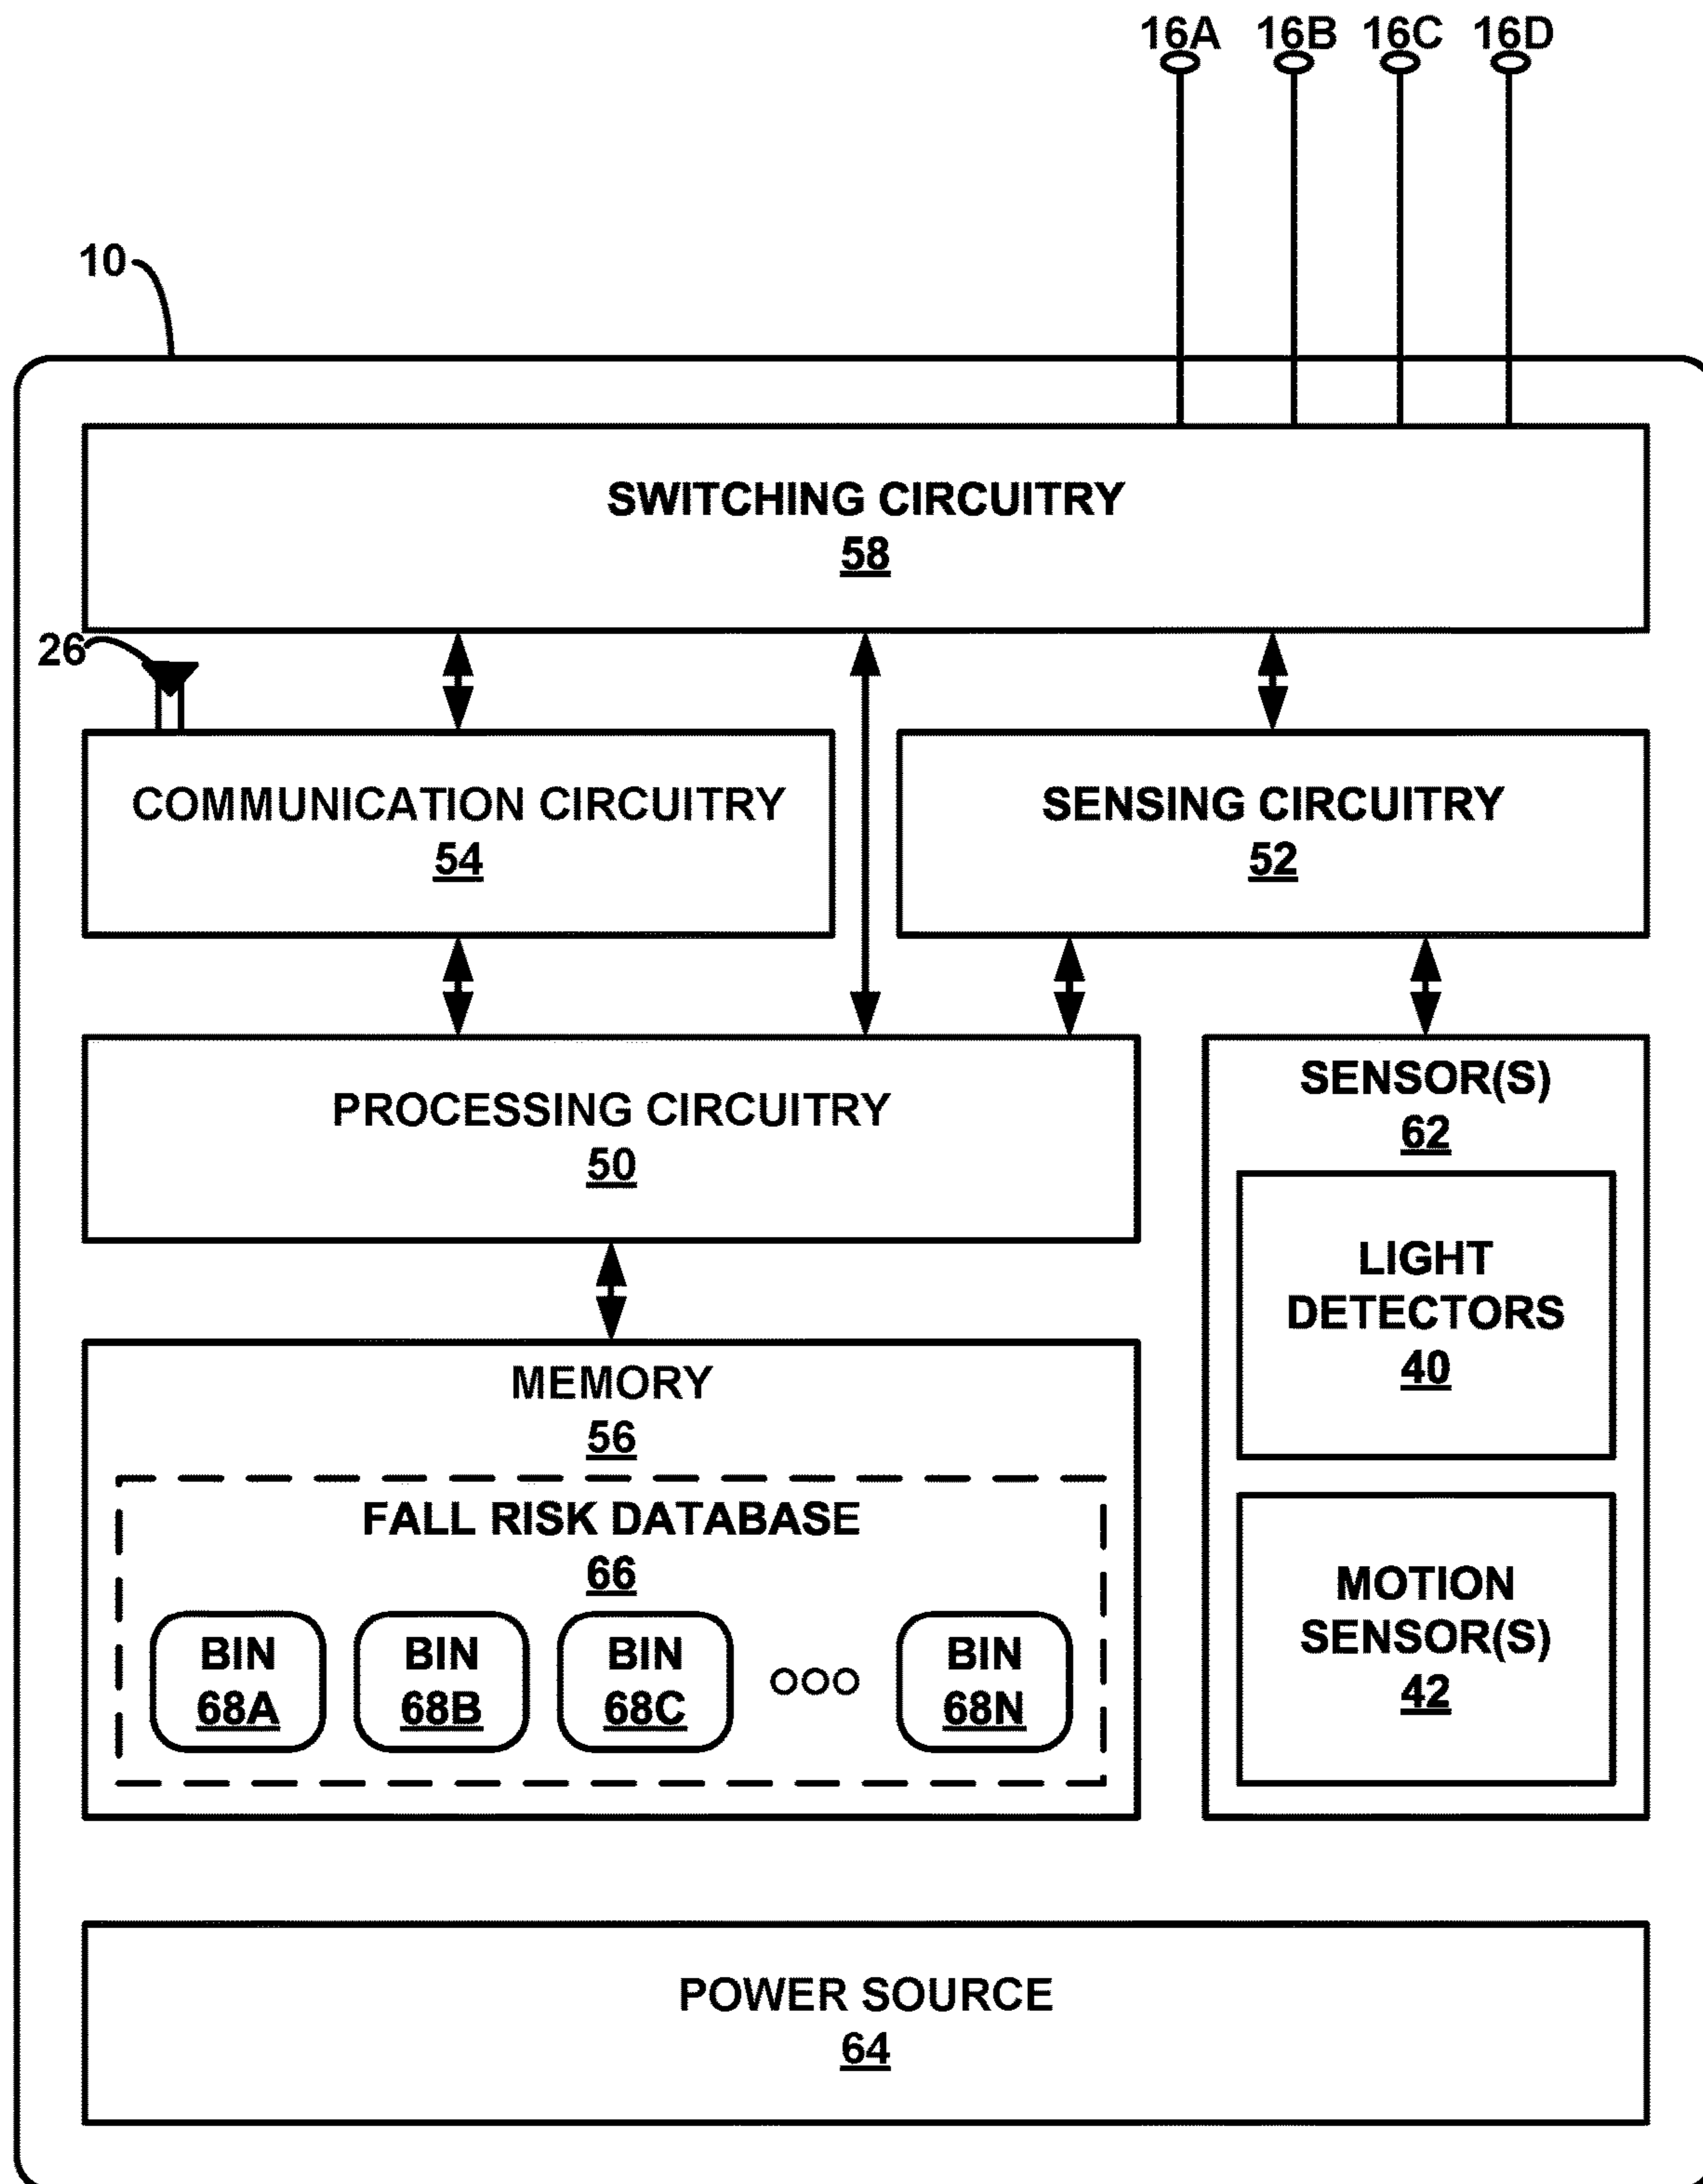 16A 16B 16C 16D
10
SWITCHING CIRCUITRY
58
26
COMMUNICATION CIRCUITRY
54
SENSING CIRCUITRY
52
PROCESSING CIRCUITRY
50
SENSOR(S)
62
LIGHT
DETECTORS
40
MOTION
SENSOR(S)
42
MEMORY
56
FALL RISK DATABASE
66
BIN
68A
BIN
68B
BIN
68C
BIN
68N
POWER SOURCE
64